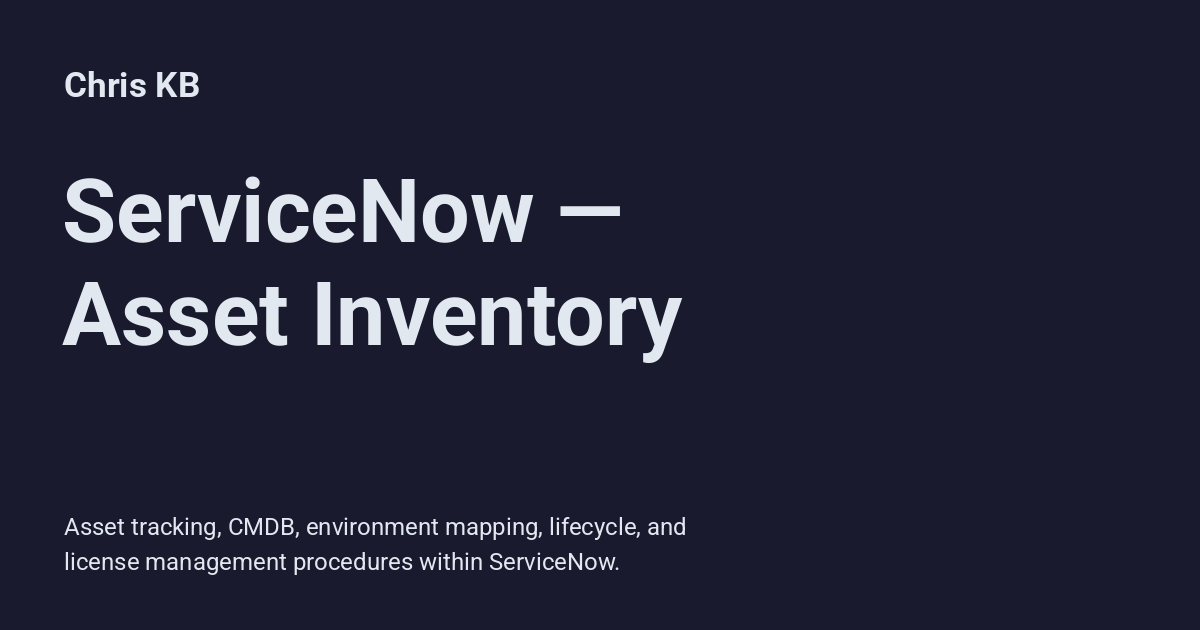 Chris KB
ServiceNow —
Asset Inventory
Asset tracking, CMDB, environment mapping, lifecycle, and
license management procedures within ServiceNow.